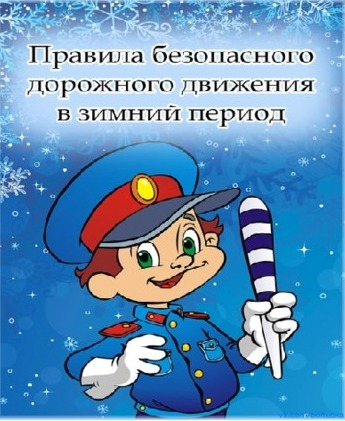 Правила безопасного
дорожного движения
в зимний период